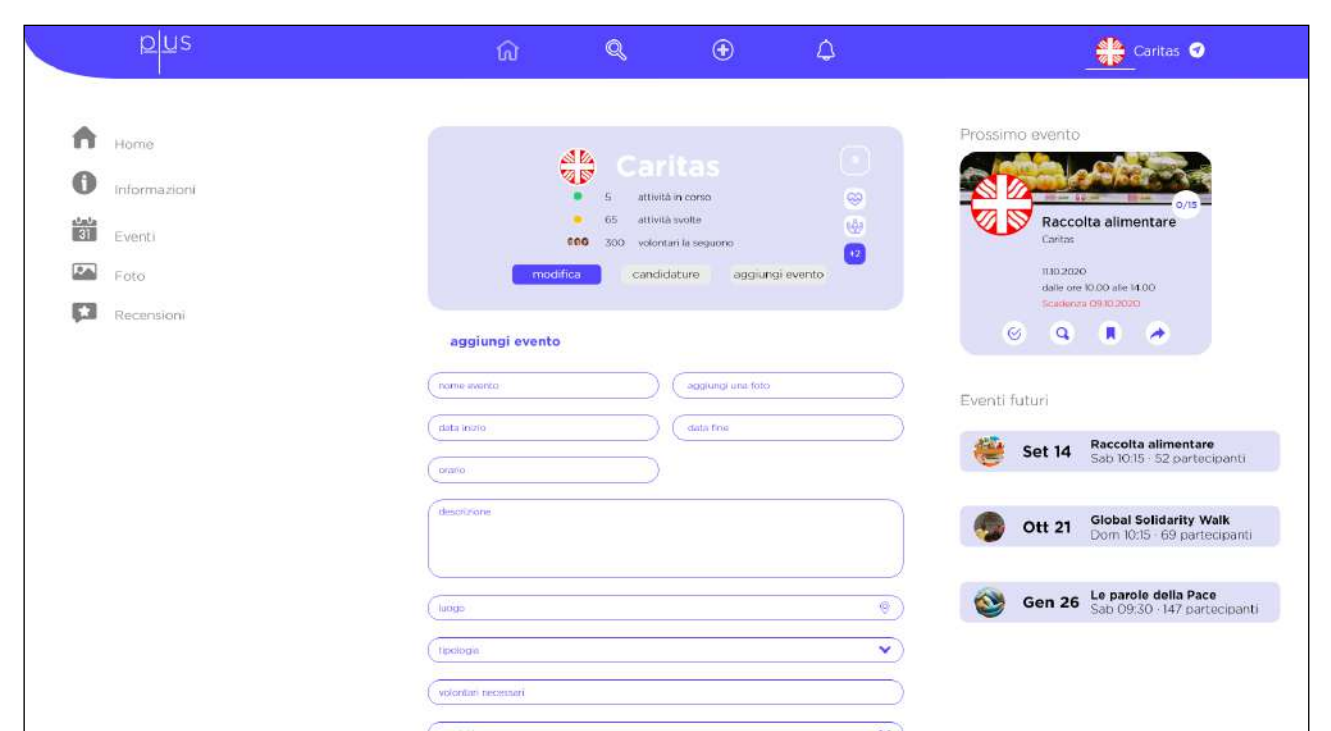 plus
Caritas
Home
Informazioni
31
Eventi
Foto
Recensioni
Caritas
5 attività in corso
65 attività svolte
300 volontari la seguono
+2
modifica candidature aggiungi evento
aggiungi evento
nome evento
aggiungi una foto
data inizio
data fine
orario
descrizione
luogo
tipologia
volontari necessari
Prossimo evento
0/15
Raccolta alimentare
Caritas
11.10.2020
dalle ore 10.00 alle 14.00
Scadenza 09.10.2020
Eventi futuri
Set 14
Raccolta alimentare
Sab 10:15 · 52 partecipanti
Ott 21
Global Solidarity Walk
Dom 10:15 · 69 partecipanti
Gen 26
Le parole della Pace
Sab 09:30 · 147 partecipanti